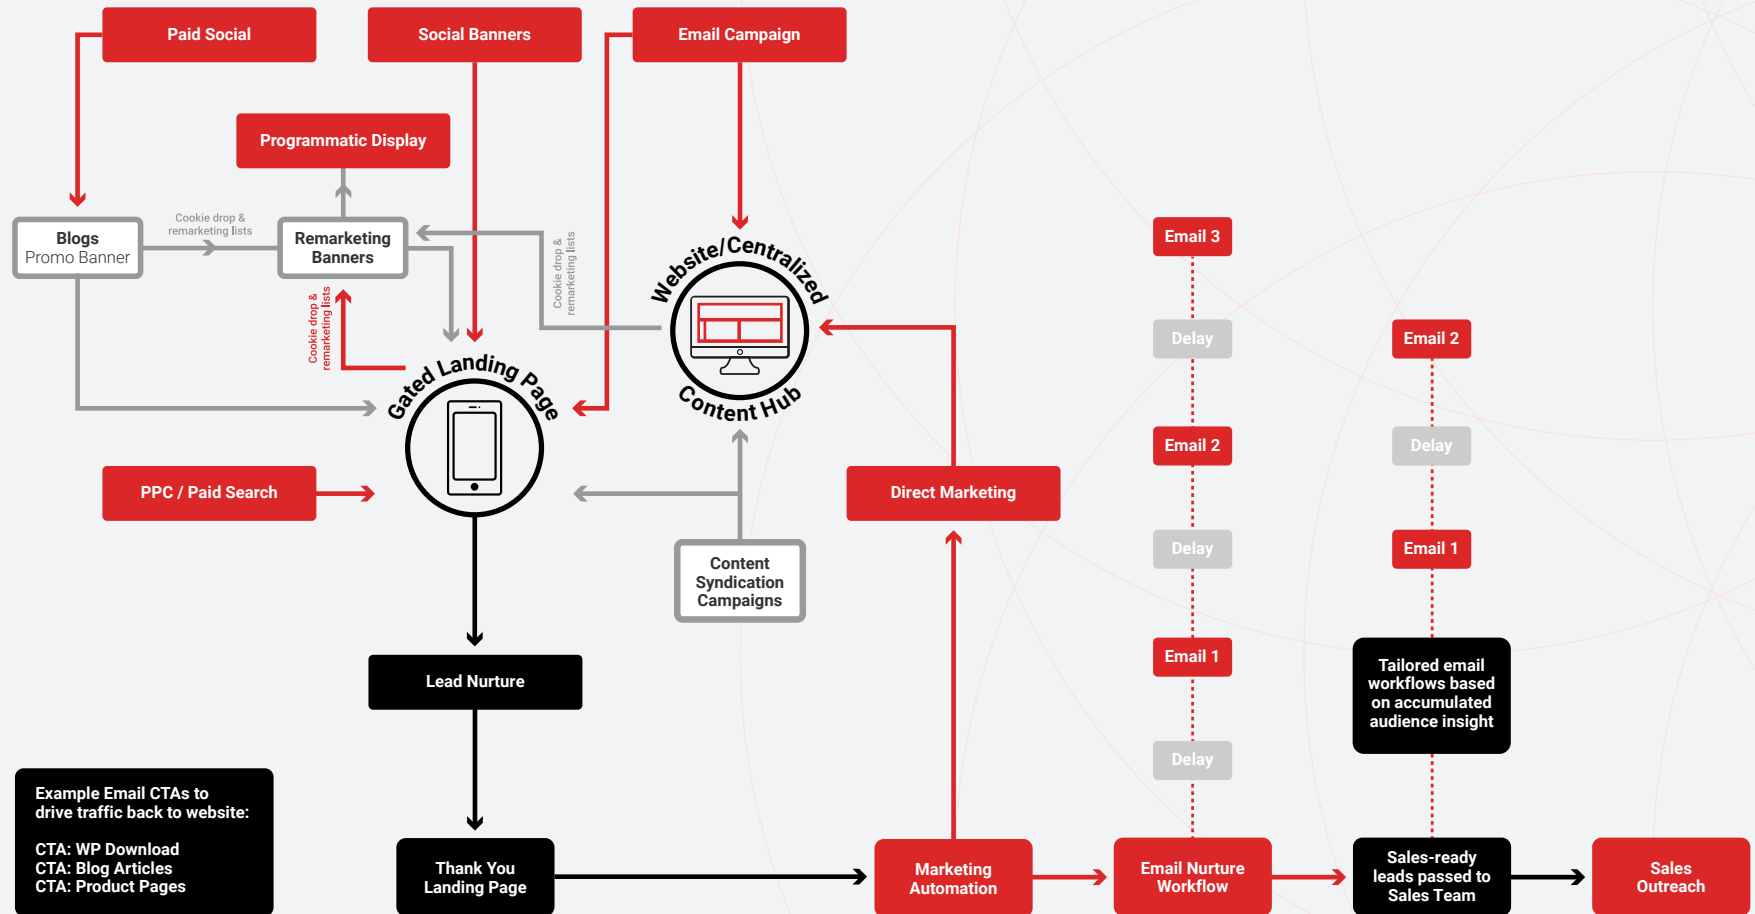 Paid Social
Social Banners
Email Campaign
Programmatic Display
Cookie drop &
remarketing lists
Blogs
Promo Banner
Remarketing
Banners
Cookie drop &
remarketing lists
Cookie drop &
remarketing lists
Website/Centralized
Content Hub
Gated Landing Page
PPC / Paid Search
Direct Marketing
Content
Syndication
Campaigns
Lead Nurture
Email 3
Delay
Email 2
Delay
Email 1
Delay
Email 2
Delay
Email 1
Tailored email
workflows based
on accumulated
audience insight
Example Email CTAs to
drive traffic back to website:
CTA: WP Download
CTA: Blog Articles
CTA: Product Pages
Thank You
Landing Page
Marketing
Automation
Email Nurture
Workflow
Sales-ready
leads passed to
Sales Team
Sales
Outreach